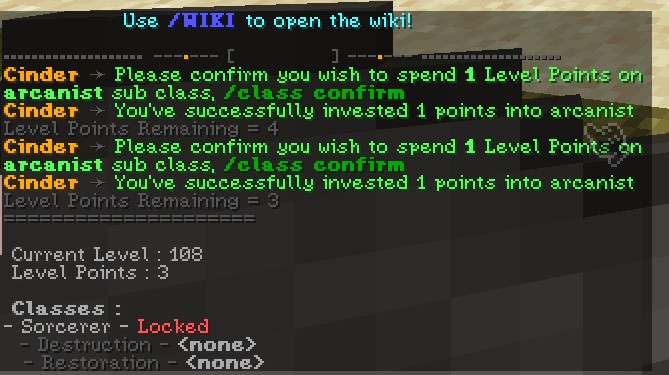 Use /WIKI to open the wiki!
[ ]
Cinder → Please confirm you wish to spend 1 Level Points on
arcanist sub class, /class confirm
Cinder → You've successfully invested 1 points into arcanist
Level Points Remaining = 4
Cinder → Please confirm you wish to spend 1 Level Points on
arcanist sub class, /class confirm
Cinder → You've successfully invested 1 points into arcanist
Level Points Remaining = 3
=====================
Current Level : 108
Level Points : 3
Classes :
- Sorcerer - Locked
- Destruction - <none>
- Restoration - <none>